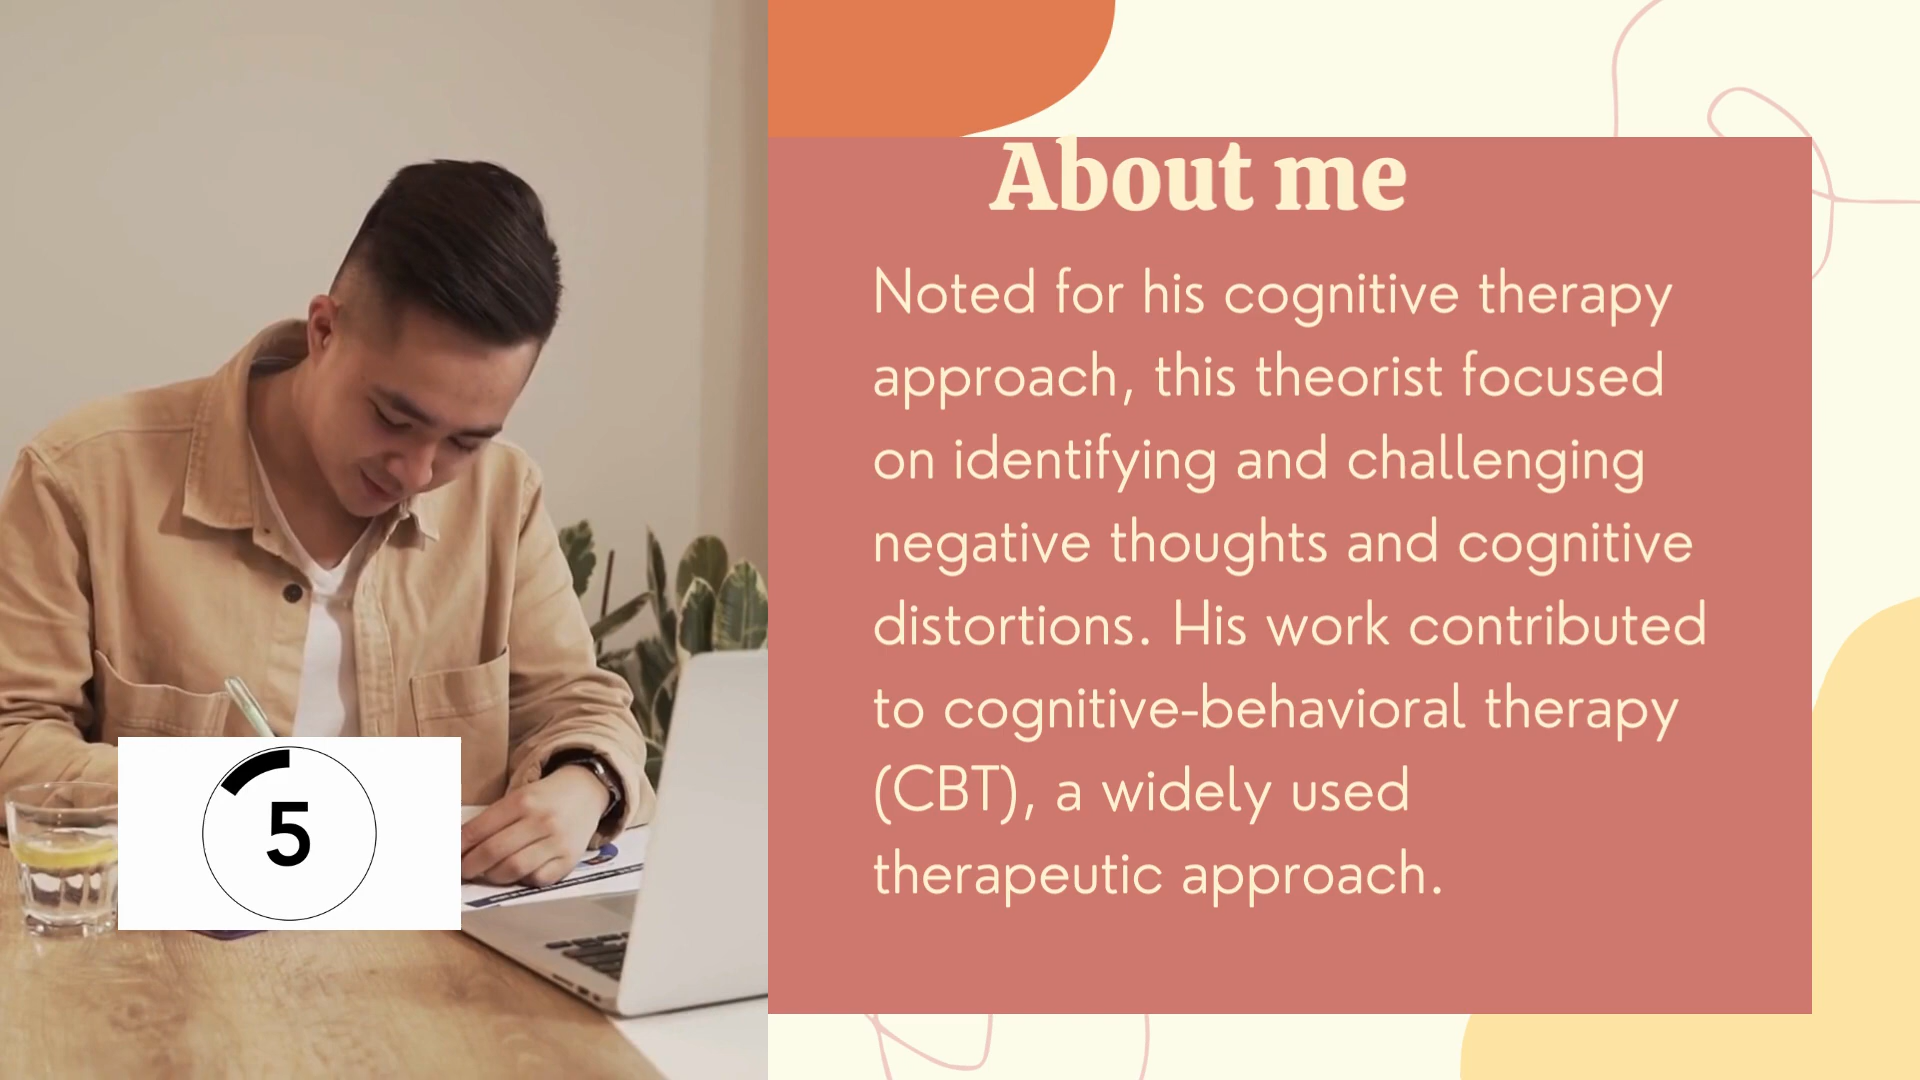 About me
Noted for his cognitive therapy
approach, this theorist focused
on identifying and challenging
negative thoughts and cognitive
distortions. His work contributed
to cognitive-behavioral therapy
(CBT), a widely used
therapeutic approach.
5